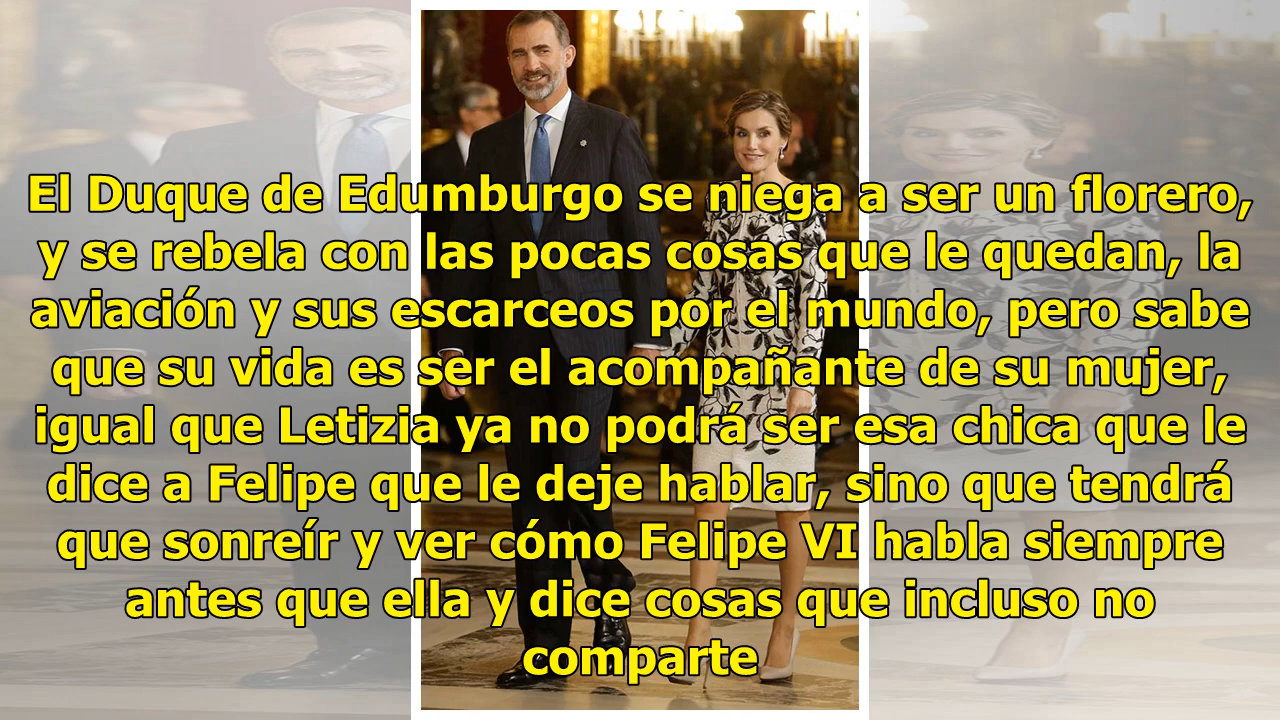 El Duque de Edumburgo se niega a ser un florero,
y se rebela con las pocas cosas que le quedan, la
aviación y sus escarceos por el mundo, pero sabe
que su vida es ser el acompañante de su mujer,
igual que Letizia ya no podrá ser esa chica que le
dice a Felipe que le deje hablar, sino que tendrá
que sonreír y ver cómo Felipe VI habla siempre
antes que ella y dice cosas que incluso no
comparte